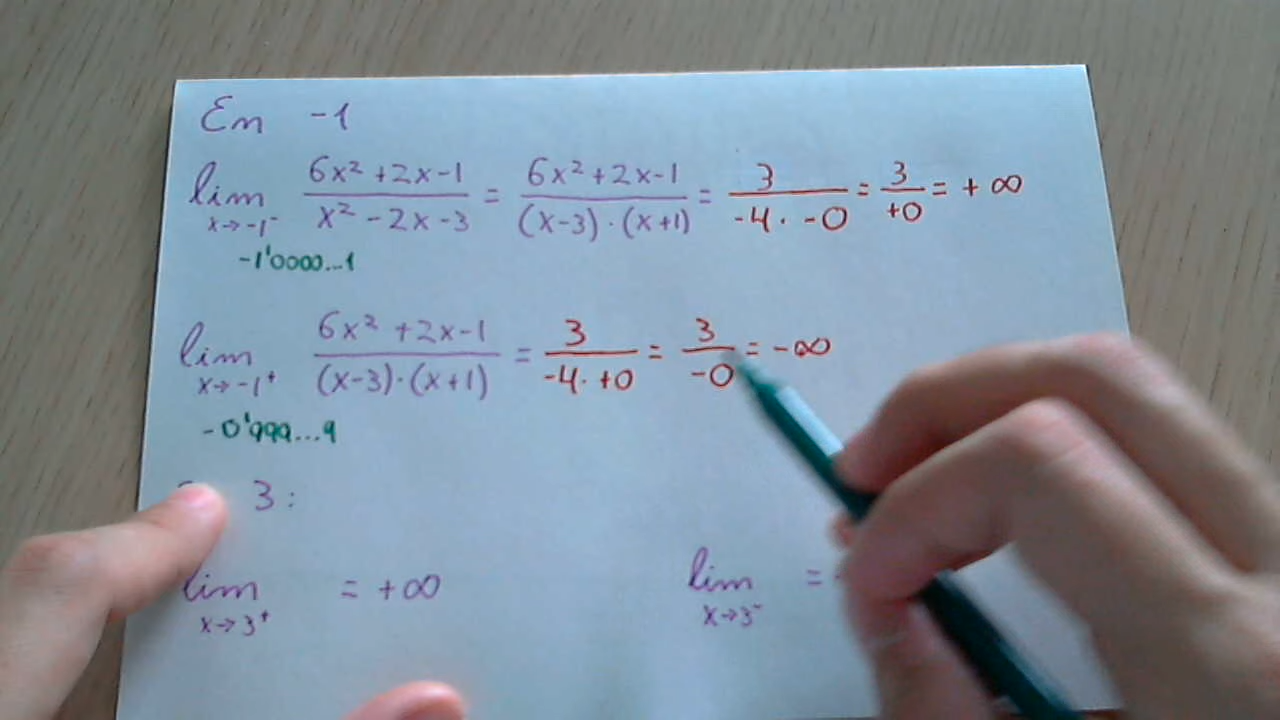 Em -1
lim x→-1⁻ (6x² + 2x - 1)/(x² - 2x - 3) = (6x² + 2x - 1)/((x-3)·(x+1)) = 3/(-4 · -0) = 3/+0 = +∞
-1'0000...1
lim x→-1⁺ (6x² + 2x - 1)/((x-3)·(x+1)) = 3/(-4 · +0) = 3/-0 = -∞
-0'999...9
3:
lim x→3⁺ = +∞
lim x→3⁻ =